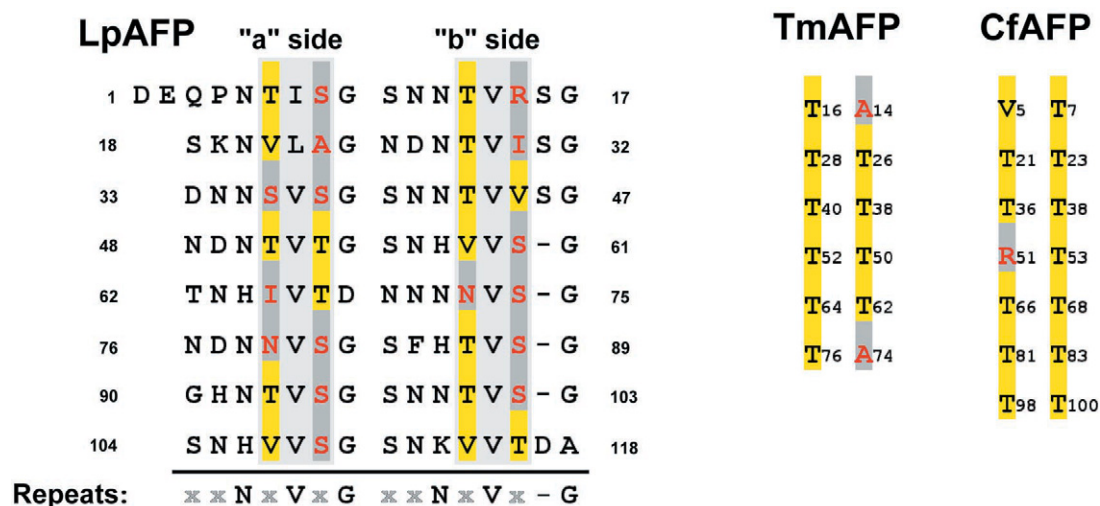 LpAFP "a" side "b" side TmAFP CfAFP
1 D E Q P N T I S G S N N T V R S G 17
18 S K N V L A G N D N T V I S G 32
33 D N N S V S G S N N T V V S G 47
48 N D N T V T G S N H V V S - G 61
62 T N H I V T D N N N N V S - G 75
76 N D N N V S G S F H T V S - G 89
90 G H N T V S G S N N T V S - G 103
104 S N H V V S G S N K V V T D A 118
Repeats: x x N x V x G x x N x V x - G
T16 A14
T28 T26
T40 T38
T52 T50
T64 T62
T76 A74
V5 T7
T21 T23
T36 T38
R51 T53
T66 T68
T81 T83
T98 T100